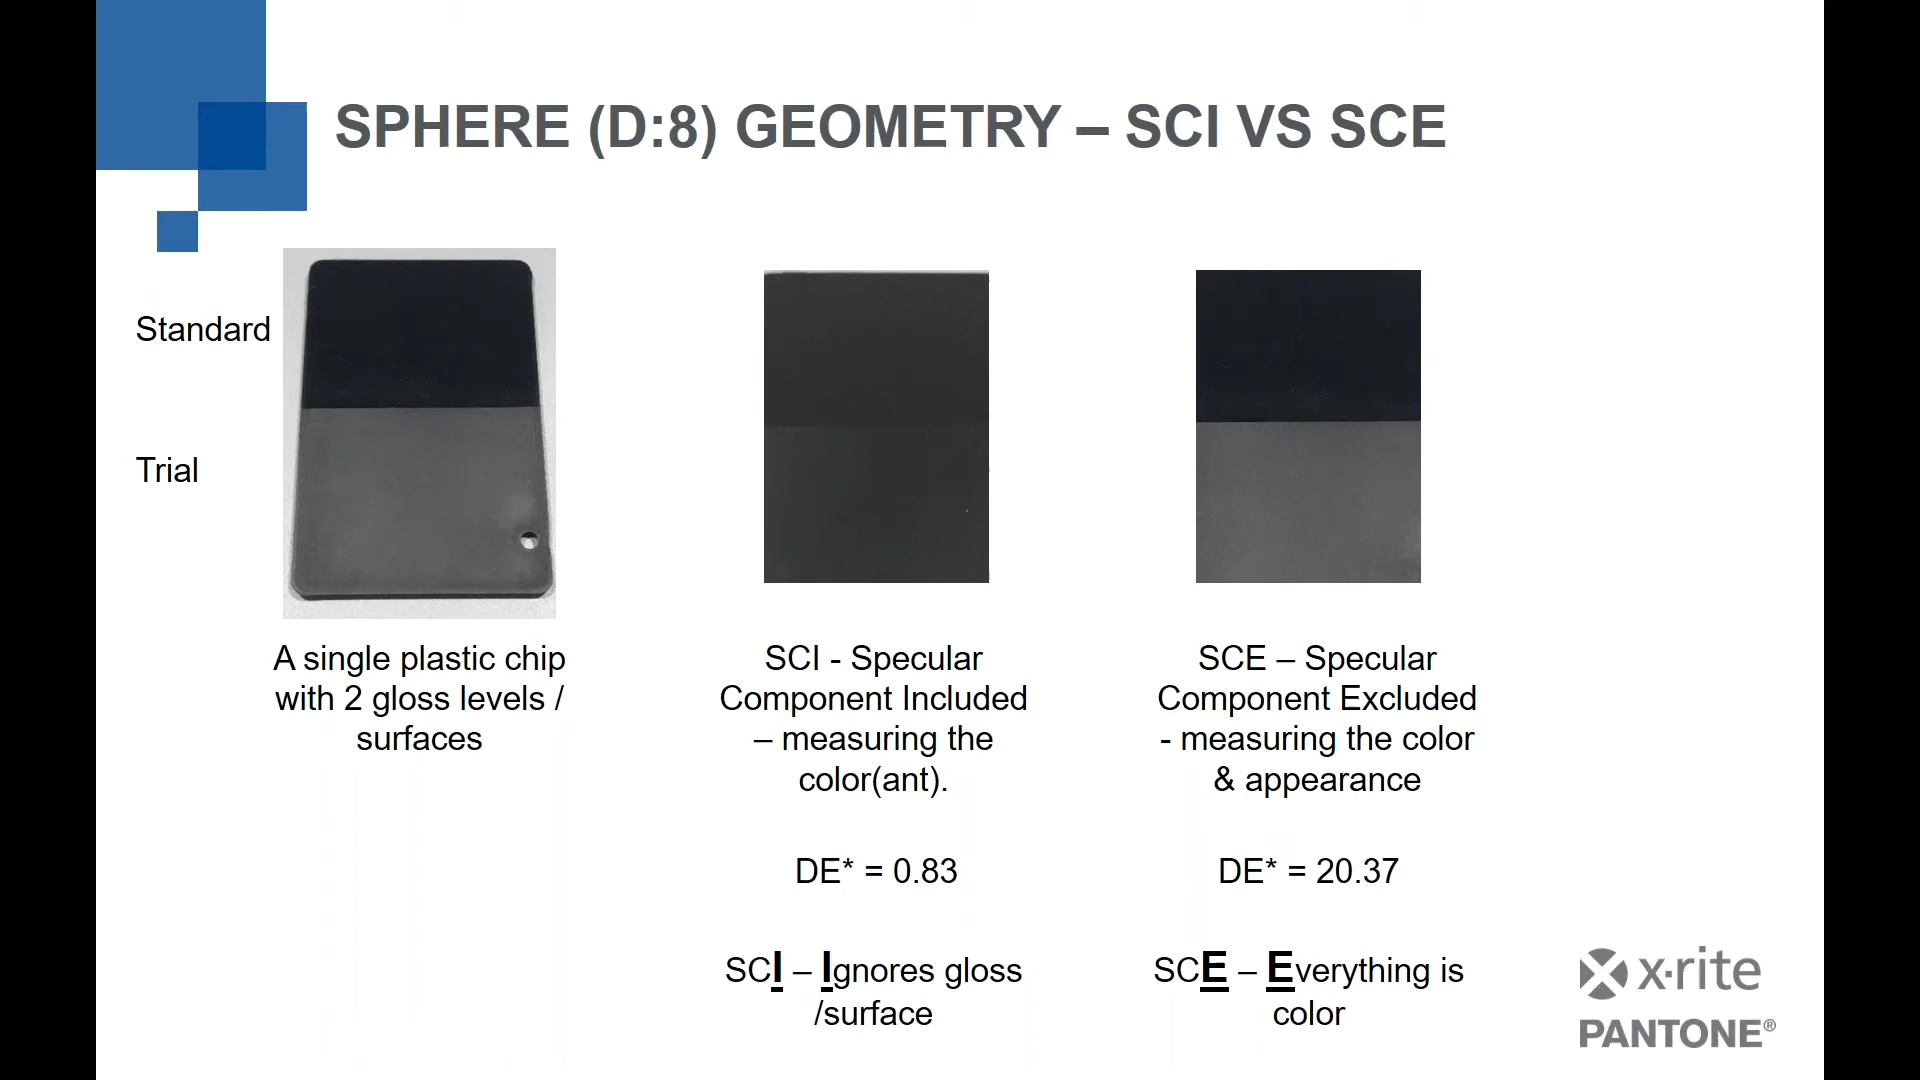 SPHERE (D:8) GEOMETRY – SCI VS SCE
Standard
Trial
A single plastic chip
with 2 gloss levels /
surfaces
SCI - Specular
Component Included
– measuring the
color(ant).
DE* = 0.83
SCI – Ignores gloss
/surface
SCE – Specular
Component Excluded
- measuring the color
& appearance
DE* = 20.37
SCE – Everything is
color
x·rite
PANTONE®